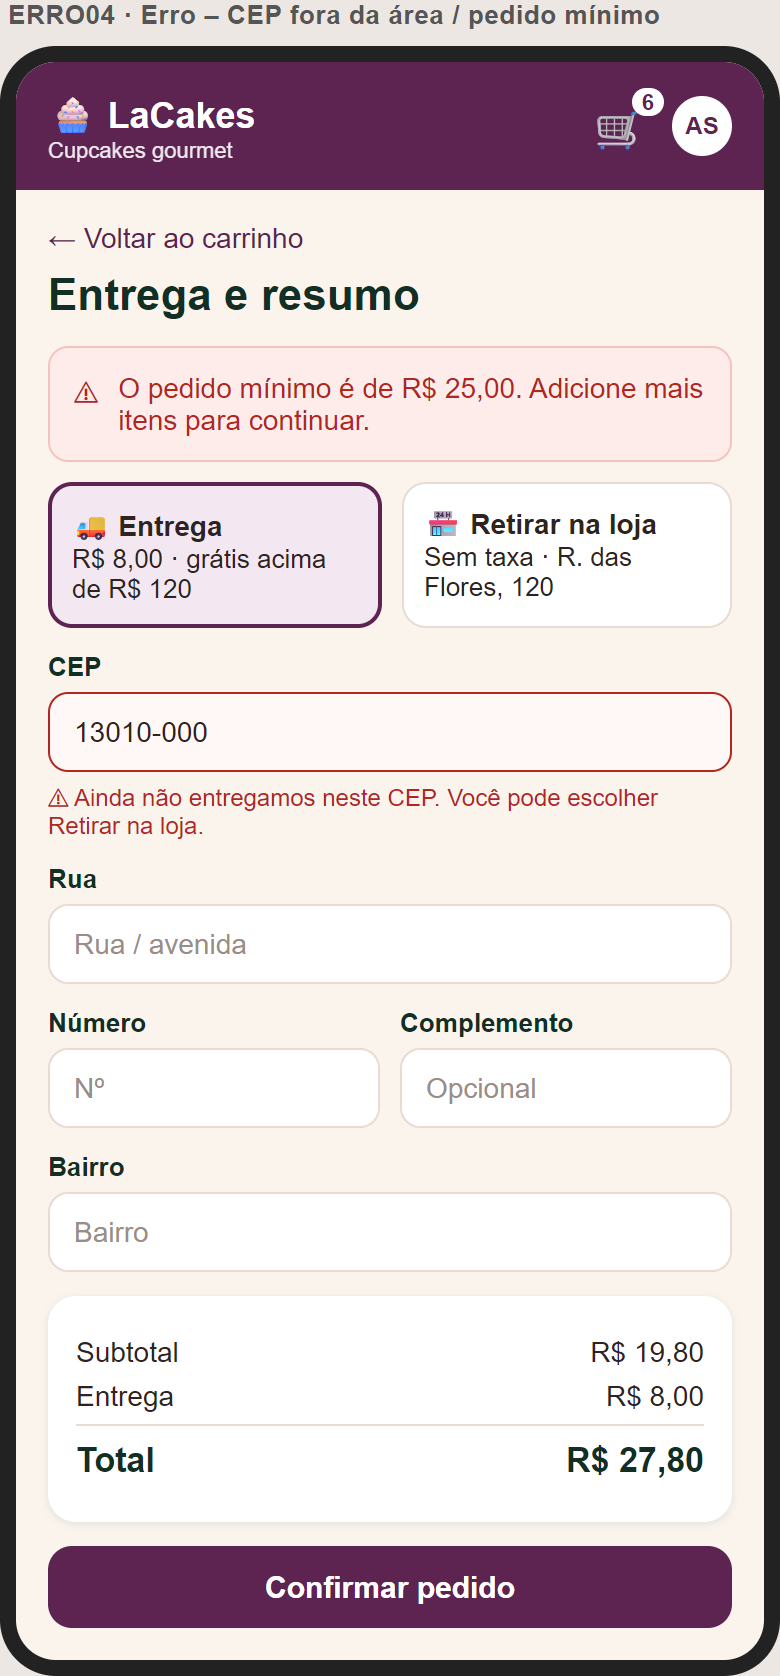 ERRO04 · Erro – CEP fora da área / pedido mínimo
LaCakes
Cupcakes gourmet
6
AS
← Voltar ao carrinho
Entrega e resumo
⚠ O pedido mínimo é de R$ 25,00. Adicione mais
itens para continuar.
Entrega
R$ 8,00 · grátis acima
de R$ 120
24 H
Retirar na loja
Sem taxa · R. das
Flores, 120
CEP
13010-000
⚠ Ainda não entregamos neste CEP. Você pode escolher
Retirar na loja.
Rua
Rua / avenida
Número
Complemento
Nº
Opcional
Bairro
Bairro
Subtotal R$ 19,80
Entrega R$ 8,00
Total R$ 27,80
Confirmar pedido